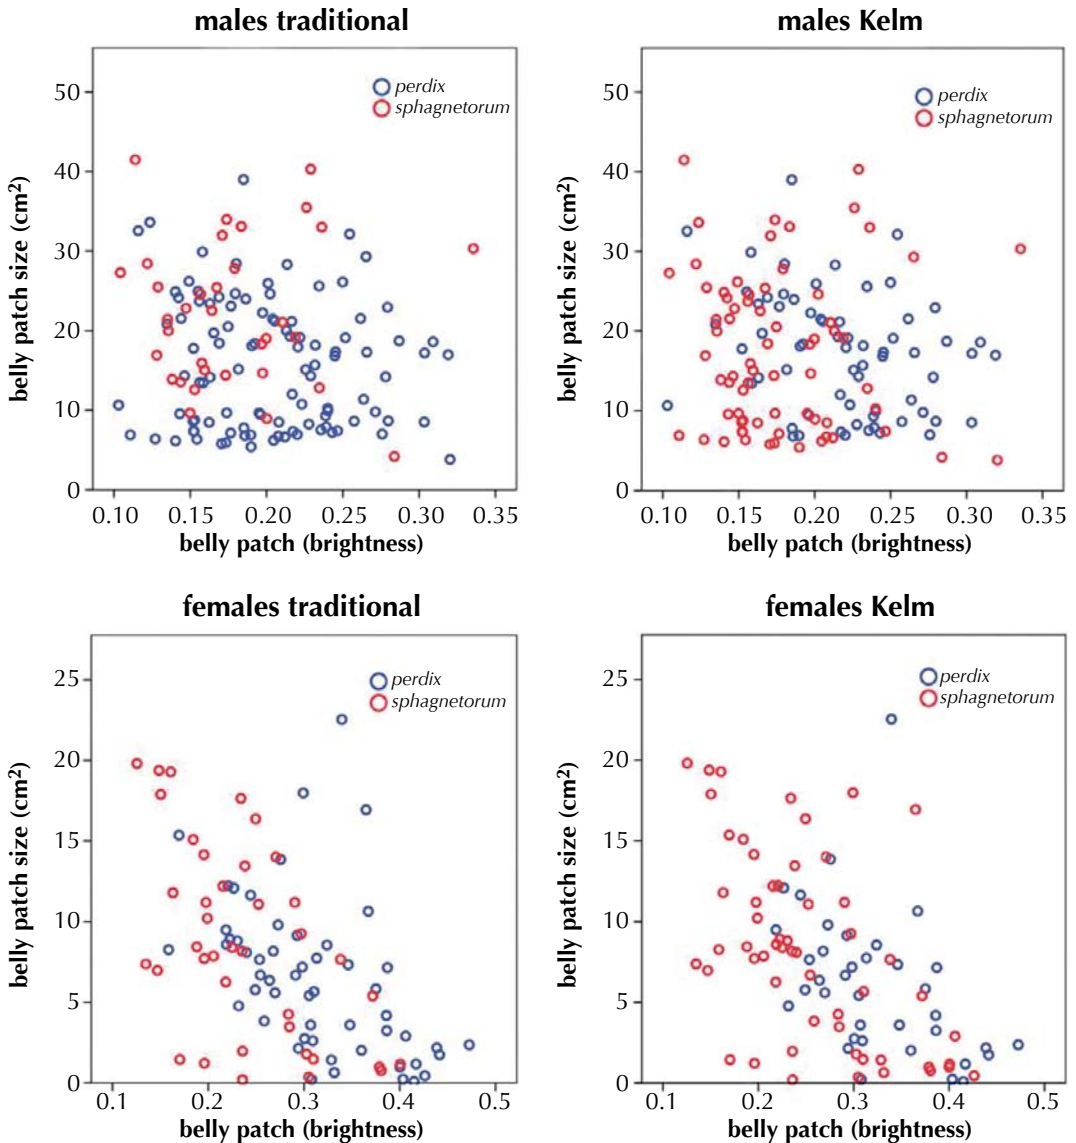 males traditional
belly patch size (cm²)
50
40
30
20
10
0
perdix
sphagnetorum
0.10 0.15 0.20 0.25 0.30 0.35
belly patch (brightness)
males Kelm
belly patch size (cm²)
50
40
30
20
10
0
perdix
sphagnetorum
0.10 0.15 0.20 0.25 0.30 0.35
belly patch (brightness)
females traditional
belly patch size (cm²)
25
20
15
10
5
0
perdix
sphagnetorum
0.1 0.2 0.3 0.4 0.5
belly patch (brightness)
females Kelm
belly patch size (cm²)
25
20
15
10
5
0
perdix
sphagnetorum
0.1 0.2 0.3 0.4 0.5
belly patch (brightness)